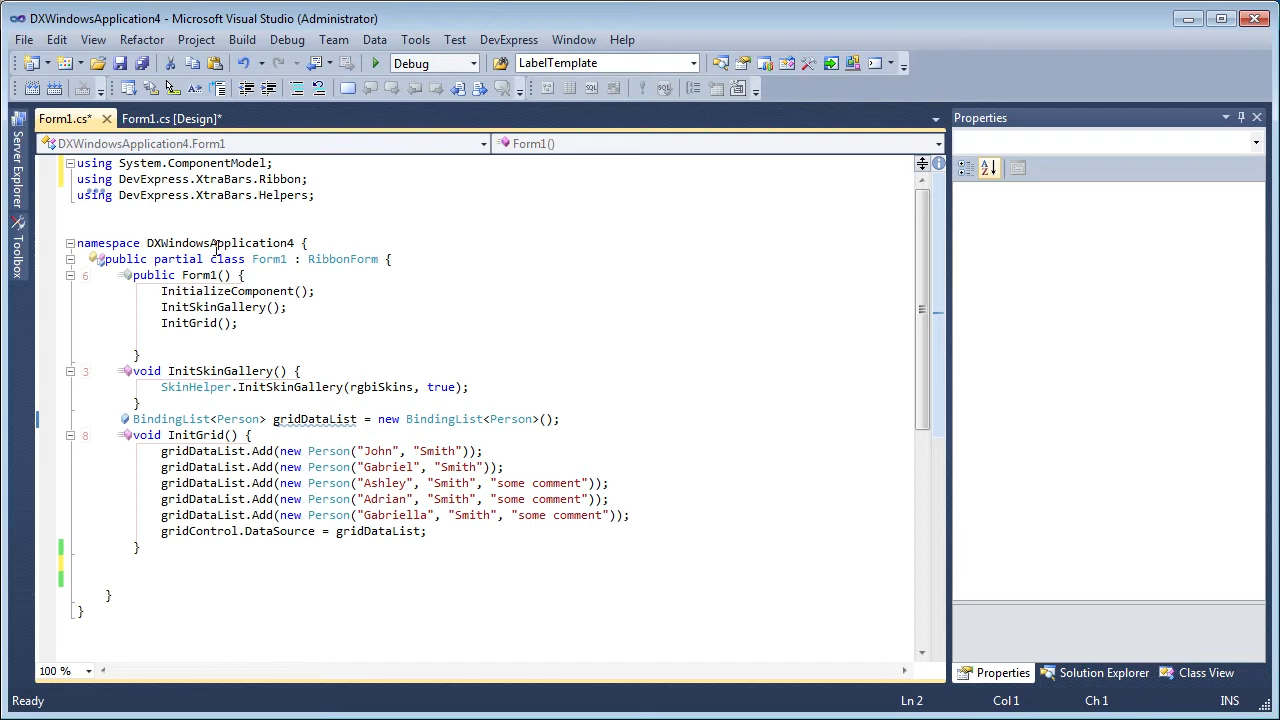 DXWindowsApplication4 - Microsoft Visual Studio (Administrator)
File Edit View Refactor Project Build Debug Team Data Tools Test DevExpress Window Help
Debug LabelTemplate
Form1.cs* Form1.cs [Design]*
Properties
DXWindowsApplication4.Form1 Form1()
Server Explorer
Toolbox
using System.ComponentModel;
using DevExpress.XtraBars.Ribbon;
using DevExpress.XtraBars.Helpers;
namespace DXWindowsApplication4 {
public partial class Form1 : RibbonForm {
6 public Form1() {
InitializeComponent();
InitSkinGallery();
InitGrid();
}
3 void InitSkinGallery() {
SkinHelper.InitSkinGallery(rgbiSkins, true);
}
BindingList<Person> gridDataList = new BindingList<Person>();
8 void InitGrid() {
gridDataList.Add(new Person("John", "Smith"));
gridDataList.Add(new Person("Gabriel", "Smith"));
gridDataList.Add(new Person("Ashley", "Smith", "some comment"));
gridDataList.Add(new Person("Adrian", "Smith", "some comment"));
gridDataList.Add(new Person("Gabriella", "Smith", "some comment"));
gridControl.DataSource = gridDataList;
}
}
}
100 %
Properties Solution Explorer Class View
Ready Ln 2 Col 1 Ch 1 INS